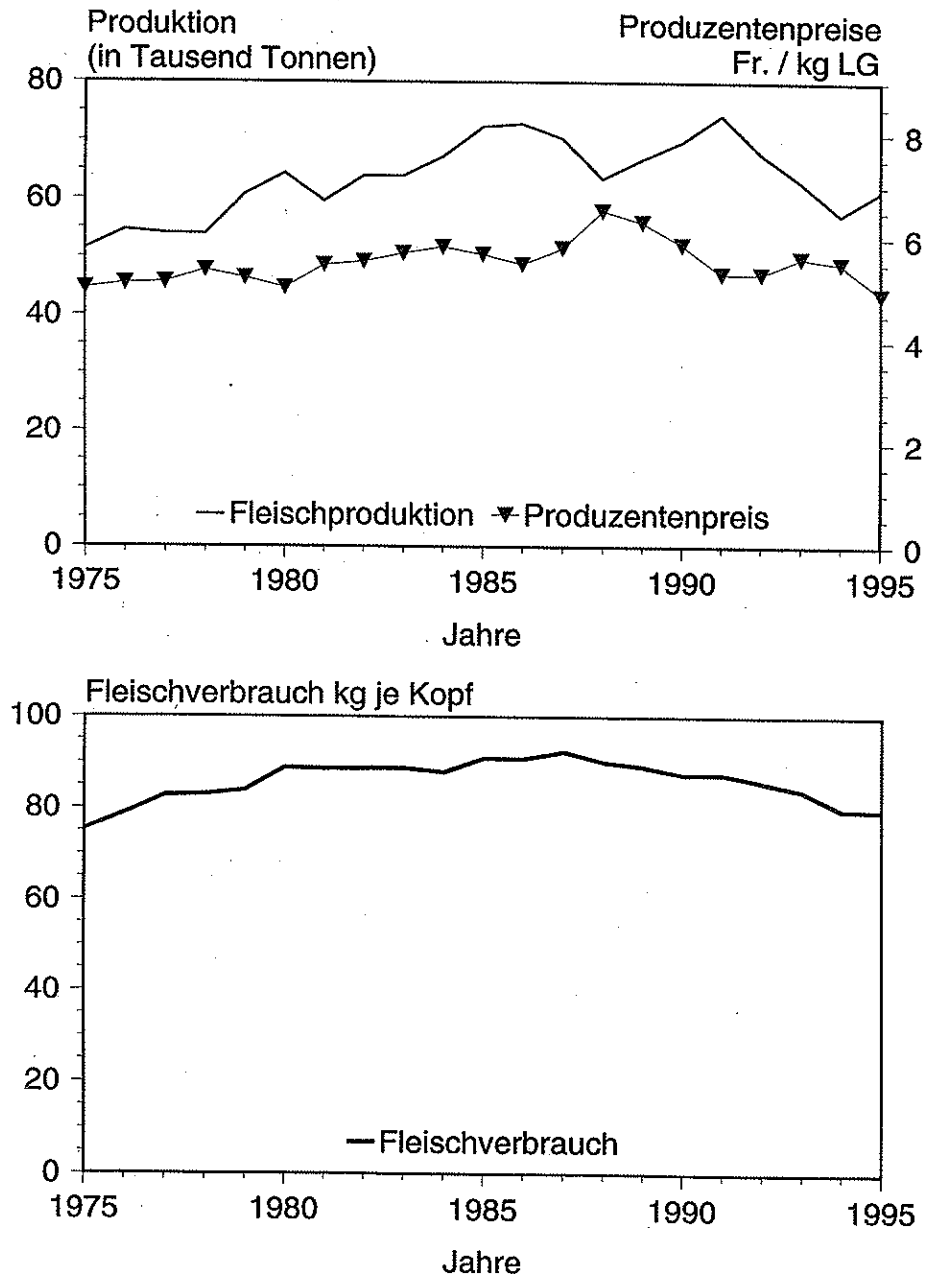 Produktion
(in Tausend Tonnen)
Produzentenpreise
Fr. / kg LG
80
60
40
20
0
8
6
4
2
0
Fleischproduktion Produzentenpreis
1975 1980 1985 1990 1995
Jahre
Fleischverbrauch kg je Kopf
100
80
60
40
20
0
Fleischverbrauch
1975 1980 1985 1990 1995
Jahre